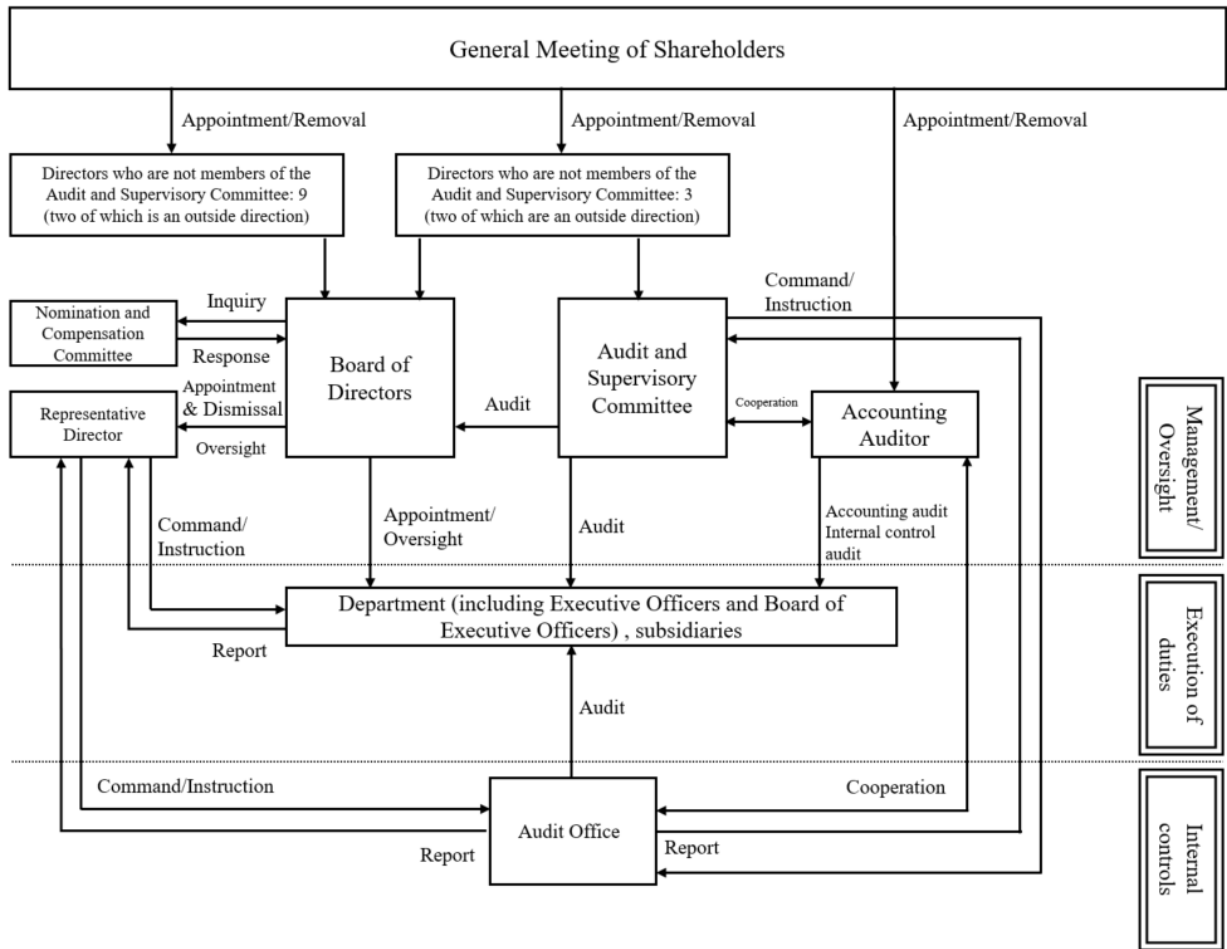 General Meeting of Shareholders
Appointment/Removal
Appointment/Removal
Appointment/Removal
Directors who are not members of the
Audit and Supervisory Committee: 9
(two of which is an outside direction)
Directors who are not members of the
Audit and Supervisory Committee: 3
(two of which are an outside direction)
Nomination and
Compensation
Committee
Inquiry
Response
Board of
Directors
Audit and
Supervisory
Committee
Command/
Instruction
Representative
Director
Appointment
& Dismissal
Oversight
Audit
Cooperation
Accounting
Auditor
Management/
Oversight
Command/
Instruction
Appointment/
Oversight
Audit
Accounting audit
Internal control
audit
Department (including Executive Officers and Board of
Executive Officers) , subsidiaries
Report
Audit
Execution of
duties
Command/Instruction
Audit Office
Cooperation
Report
Report
Internal
controls